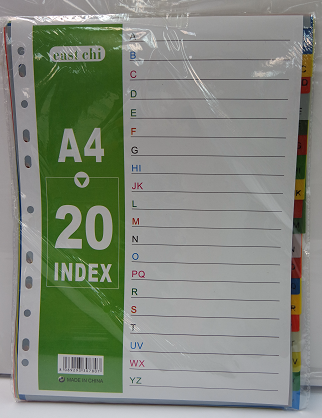 east chi
A4
20
INDEX
MADE IN CHINA
A
B
C
D
E
F
G
HI
JK
L
M
N
O
PQ
R
S
T
UV
WX
YZ